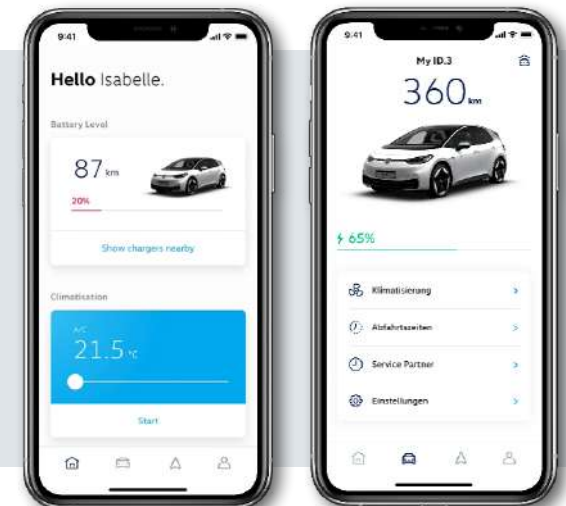 9:41
Hello Isabelle.
Battery Level
87 km
20%
Show chargers nearby
Climatisation
A/C
21.5 °C
Start
9:41
My ID.3
360 km
65%
Klimatisierung
Abfahrtszeiten
Service Partner
Einstellungen